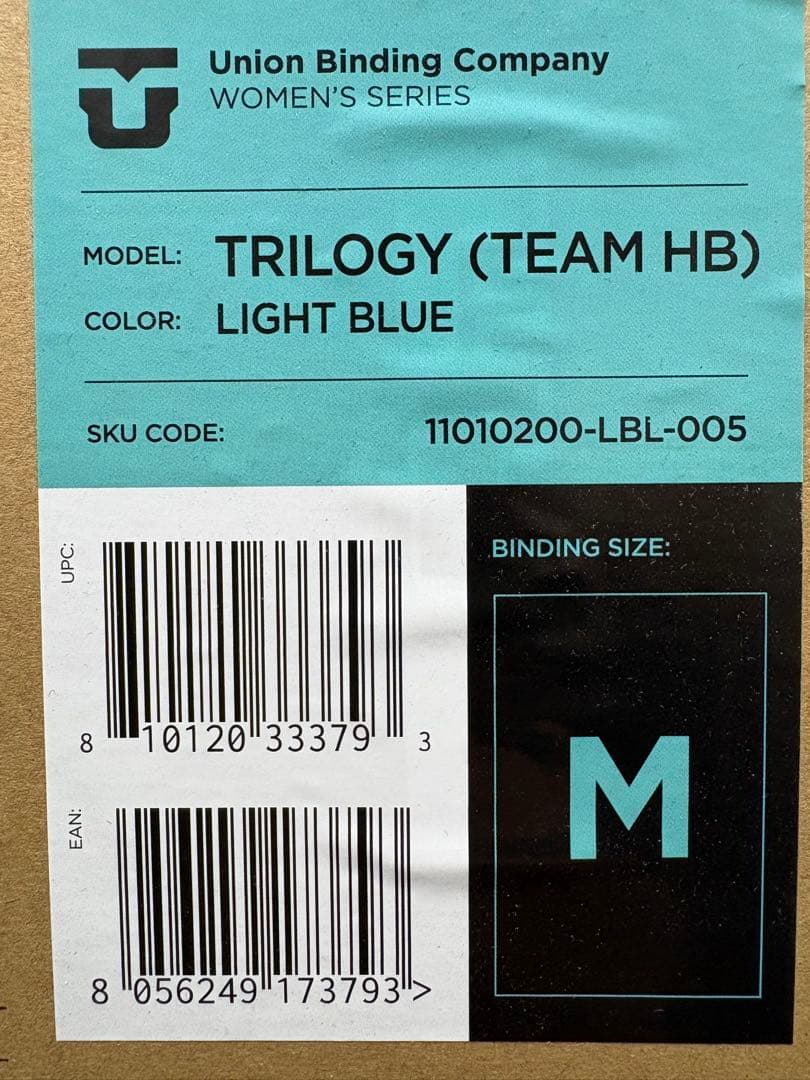 Union Binding Company
WOMEN'S SERIES
MODEL: TRILOGY (TEAM HB)
COLOR: LIGHT BLUE
SKU CODE: 11010200-LBL-005
UPC:
8 10120 33379 3
EAN:
8 056249 173793 >
BINDING SIZE:
M